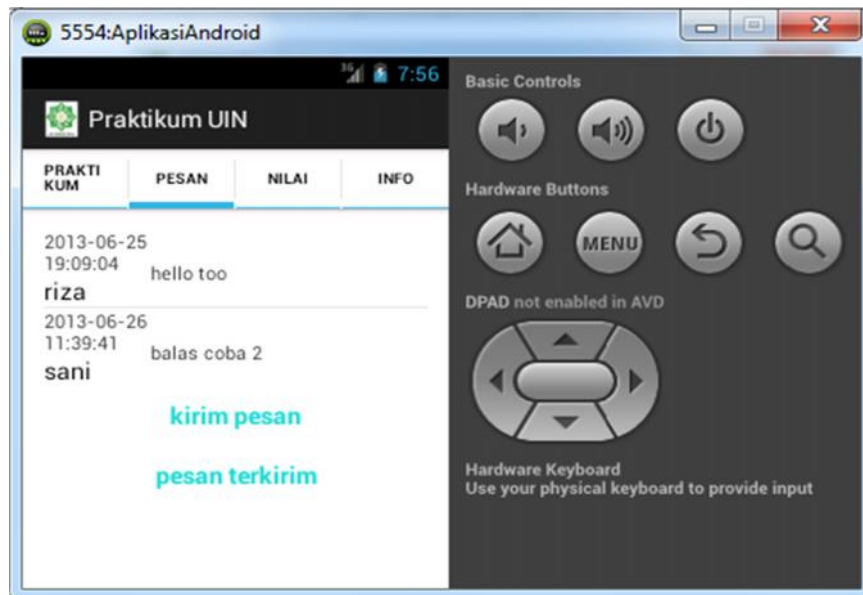 5554:AplikasiAndroid
3G 7:56
Praktikum UIN
PRAKTI
KUM
PESAN
NILAI
INFO
2013-06-25
19:09:04
riza
hello too
2013-06-26
11:39:41
sani
balas coba 2
kirim pesan
pesan terkirim
Basic Controls
Hardware Buttons
MENU
DPAD not enabled in AVD
Hardware Keyboard
Use your physical keyboard to provide input